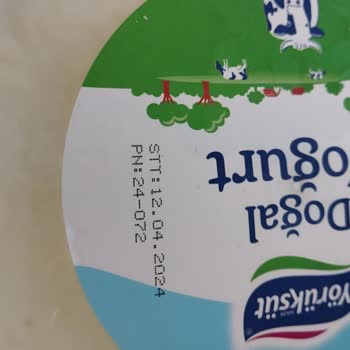 Yörüksüt
Doğal
Yoğurt
STT:12.04.2024
PN:24-072